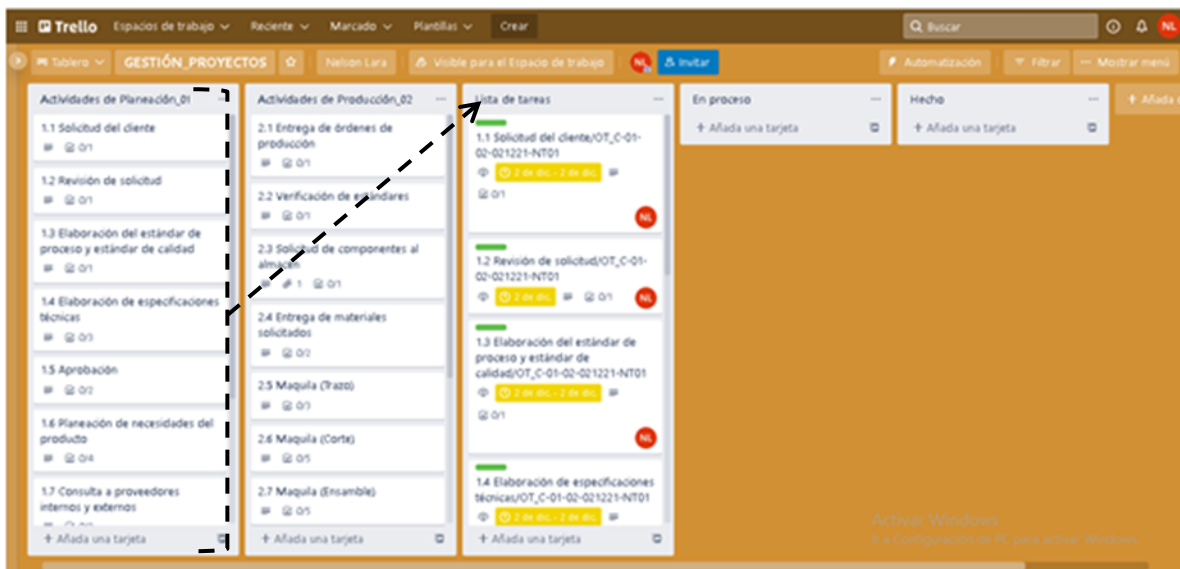 Trello Espacios de trabajo Reciente Marcado Plantillas Crear Buscar NL
Tablero GESTIÓN_PROYECTOS Nelson Lara Visible para el Espacio de trabajo NL Invitar Automatización Filtrar Mostrar menú
Actividades de Planeación_01
1.1 Solicitud del cliente
0/1
1.2 Revisión de solicitud
0/1
1.3 Elaboración del estándar de
proceso y estándar de calidad
0/1
1.4 Elaboración de especificaciones
técnicas
0/3
1.5 Aprobación
0/2
1.6 Planeación de necesidades del
producto
0/4
1.7 Consulta a proveedores
internos y externos
+ Añada una tarjeta
Actividades de Producción_02
2.1 Entrega de órdenes de
producción
0/1
2.2 Verificación de estándares
0/1
2.3 Solicitud de componentes al
almacén
1 0/1
2.4 Entrega de materiales
solicitados
0/2
2.5 Maquila (Trazo)
0/3
2.6 Maquila (Corte)
0/5
2.7 Maquila (Ensamble)
0/5
+ Añada una tarjeta
Lista de tareas
1.1 Solicitud del cliente/OT_C-01-
02-021221-NT01
2 de dic. - 2 de dic.
0/1
NL
1.2 Revisión de solicitud/OT_C-01-
02-021221-NT01
2 de dic. 0/1 NL
1.3 Elaboración del estándar de
proceso y estándar de
calidad/OT_C-01-02-021221-NT01
2 de dic. - 2 de dic.
0/1
NL
1.4 Elaboración de especificaciones
técnicas/OT_C-01-02-021221-NT01
2 de dic. - 2 de dic.
+ Añada una tarjeta
En proceso
+ Añada una tarjeta
Hecho
+ Añada una tarjeta
+ Añada
Activar Windows
Ir a Configuración de PC para activar Windows.